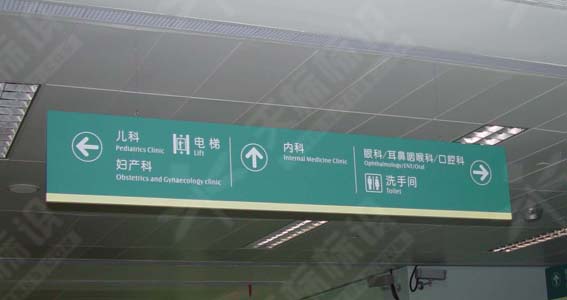 儿科
Pediatrics Clinic
电梯
Lift
妇产科
Obstetrics and Gynaecology clinic
内科
Internal Medicine Clinic
眼科/耳鼻咽喉科/口腔科
Ophthalmology/ENT/Oral
洗手间
Toilet